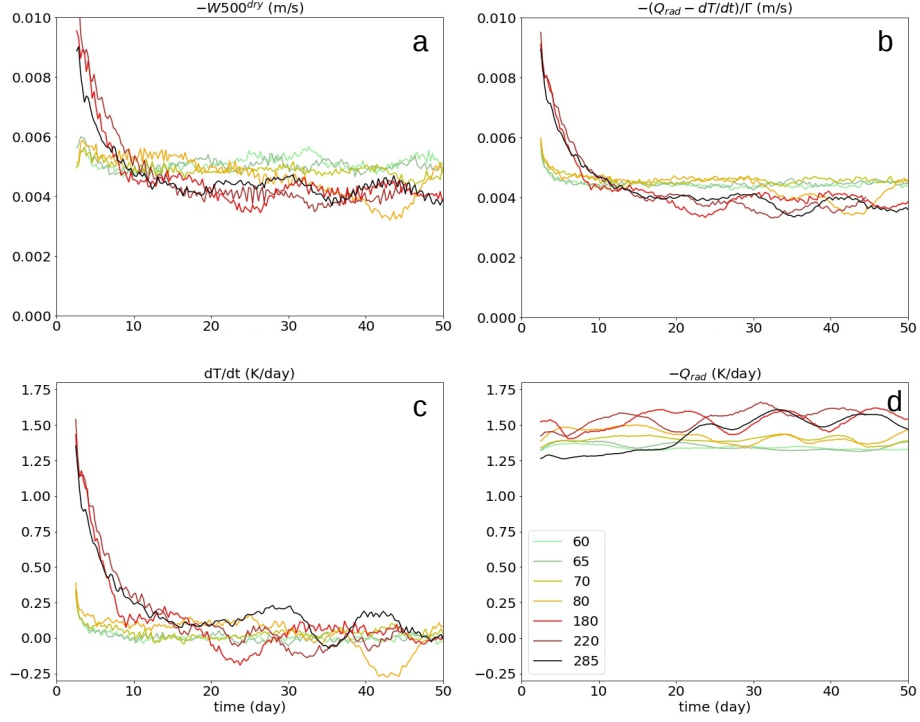 −W500^dry (m/s)
a
0.010
0.008
0.006
0.004
0.002
0.000
0 10 20 30 40 50
−(Q_rad − dT/dt)/Γ (m/s)
b
0.010
0.008
0.006
0.004
0.002
0.000
0 10 20 30 40 50
dT/dt (K/day)
c
1.75
1.50
1.25
1.00
0.75
0.50
0.25
0.00
−0.25
0 10 20 30 40 50
time (day)
−Q_rad (K/day)
d
1.75
1.50
1.25
1.00
0.75
0.50
0.25
0.00
−0.25
60
65
70
80
180
220
285
0 10 20 30 40 50
time (day)